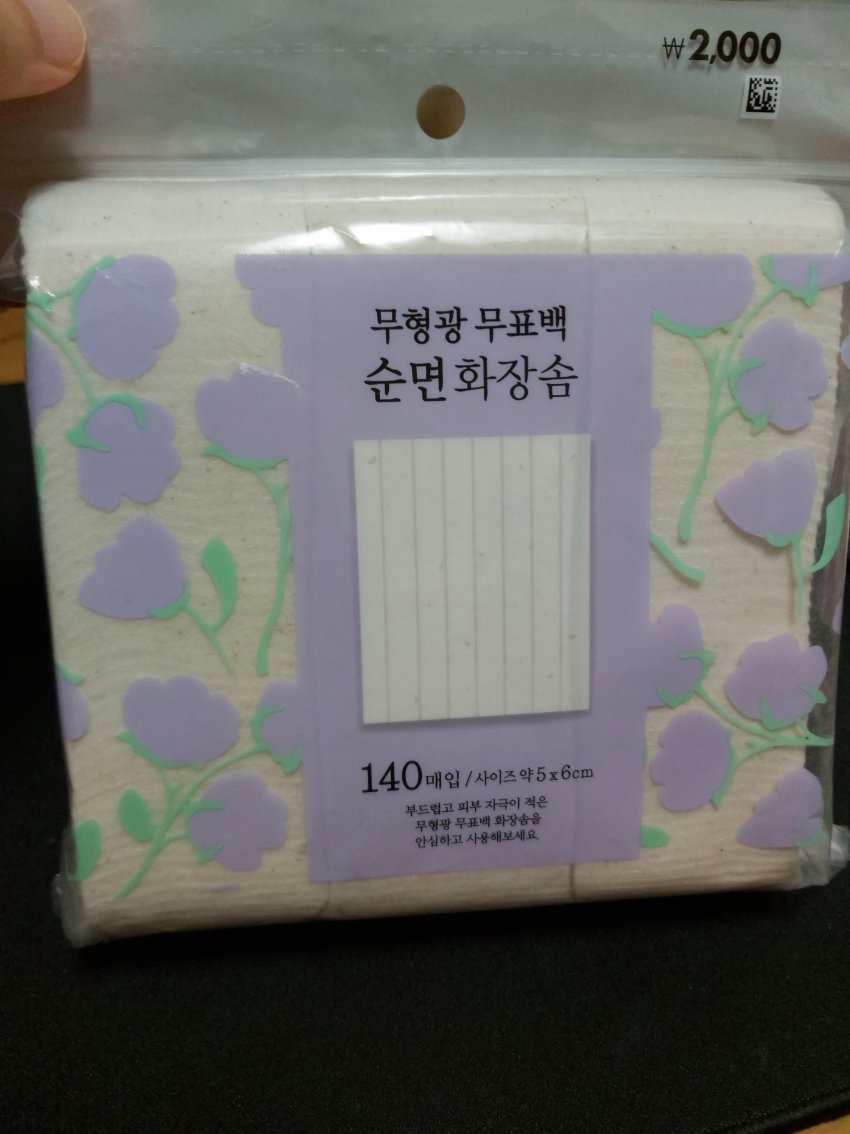 ₩2,000
무형광 무표백
순면화장솜
140매입 / 사이즈 약 5 x 6cm
부드럽고 피부 자극이 적은
무형광 무표백 화장솜을
안심하고 사용해보세요.